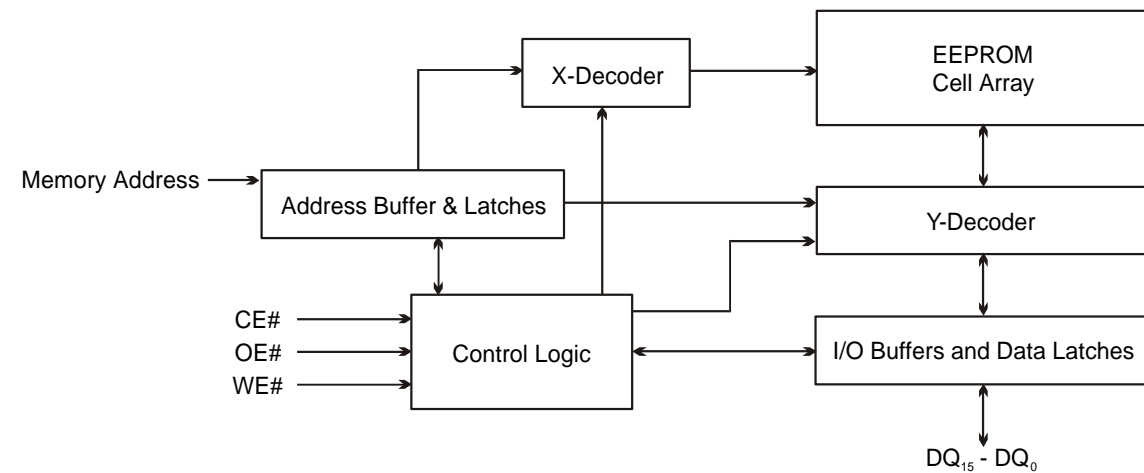 EEPROM
Cell Array
X-Decoder
Memory Address
Address Buffer & Latches
Y-Decoder
CE#
OE#
WE#
Control Logic
I/O Buffers and Data Latches
DQ₁₅ - DQ₀